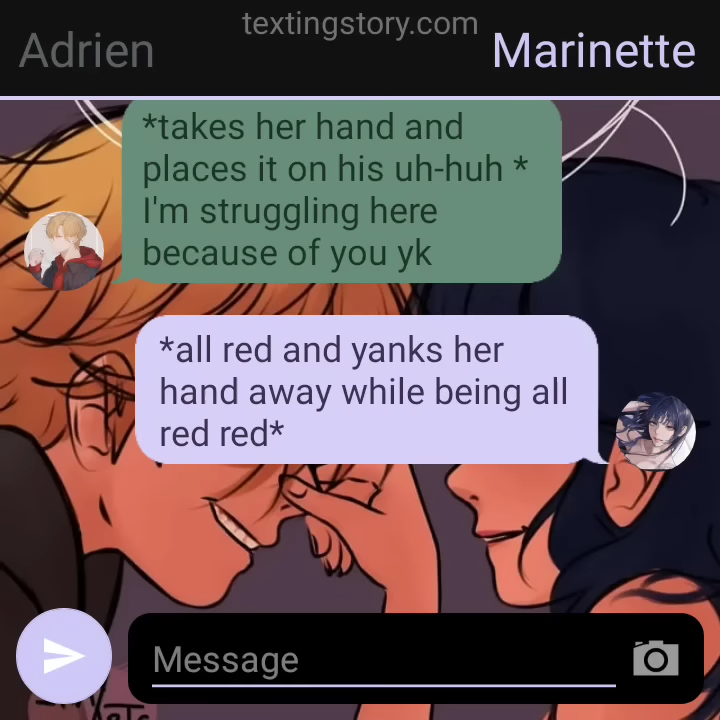 textingstory.com
Adrien
Marinette
*takes her hand and
places it on his uh-huh *
I'm struggling here
because of you yk
*all red and yanks her
hand away while being all
red red*
Message